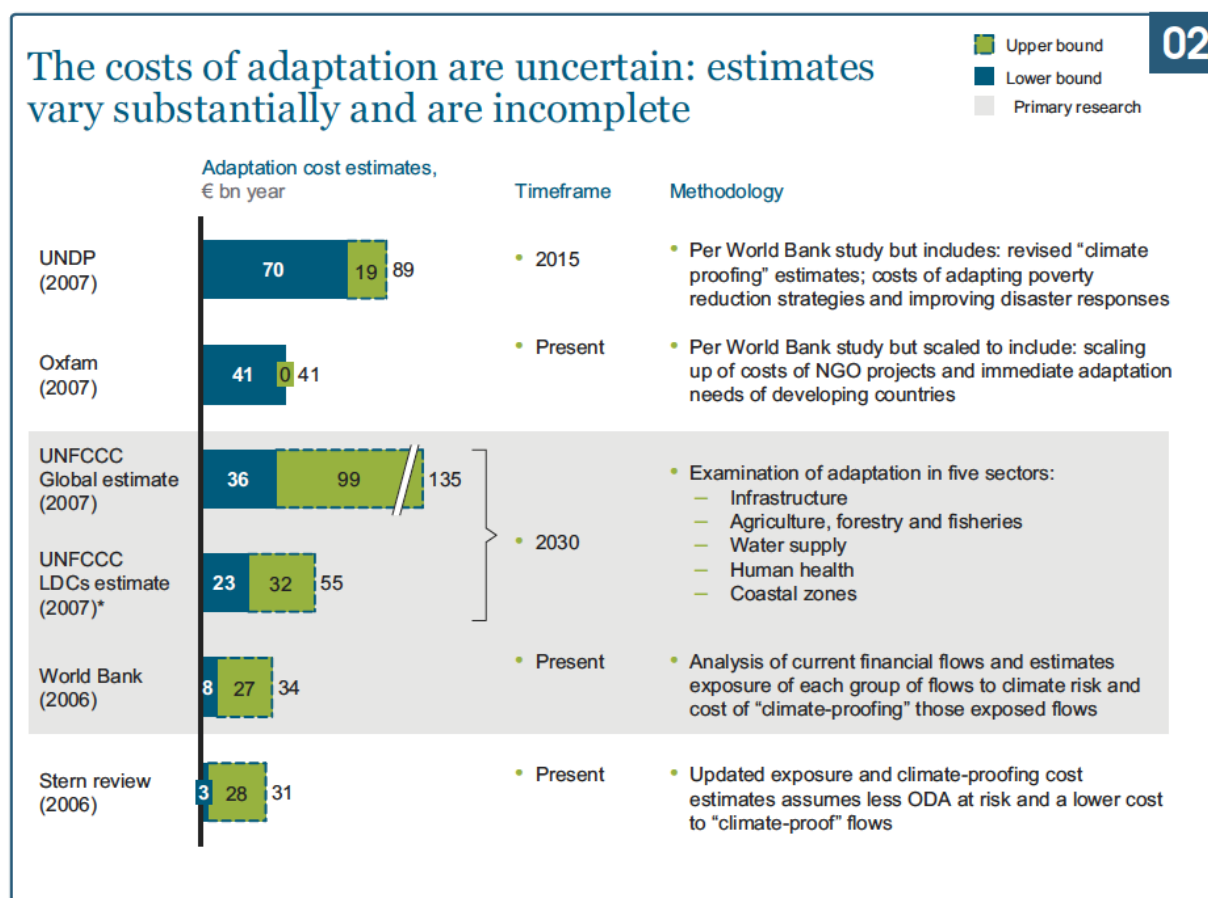 The costs of adaptation are uncertain: estimates
vary substantially and are incomplete
Upper bound
Lower bound
Primary research
02
Adaptation cost estimates,
€ bn year
Timeframe
Methodology
UNDP
(2007)
70
19
89
• 2015
• Per World Bank study but includes: revised “climate
proofing” estimates; costs of adapting poverty
reduction strategies and improving disaster responses
Oxfam
(2007)
41
0
41
• Present
• Per World Bank study but scaled to include: scaling
up of costs of NGO projects and immediate adaptation
needs of developing countries
UNFCCC
Global estimate
(2007)
36
99
135
UNFCCC
LDCs estimate
(2007)*
23
32
55
• 2030
• Examination of adaptation in five sectors:
– Infrastructure
– Agriculture, forestry and fisheries
– Water supply
– Human health
– Coastal zones
World Bank
(2006)
8
27
34
• Present
• Analysis of current financial flows and estimates
exposure of each group of flows to climate risk and
cost of “climate-proofing” those exposed flows
Stern review
(2006)
3
28
31
• Present
• Updated exposure and climate-proofing cost
estimates assumes less ODA at risk and a lower cost
to “climate-proof” flows